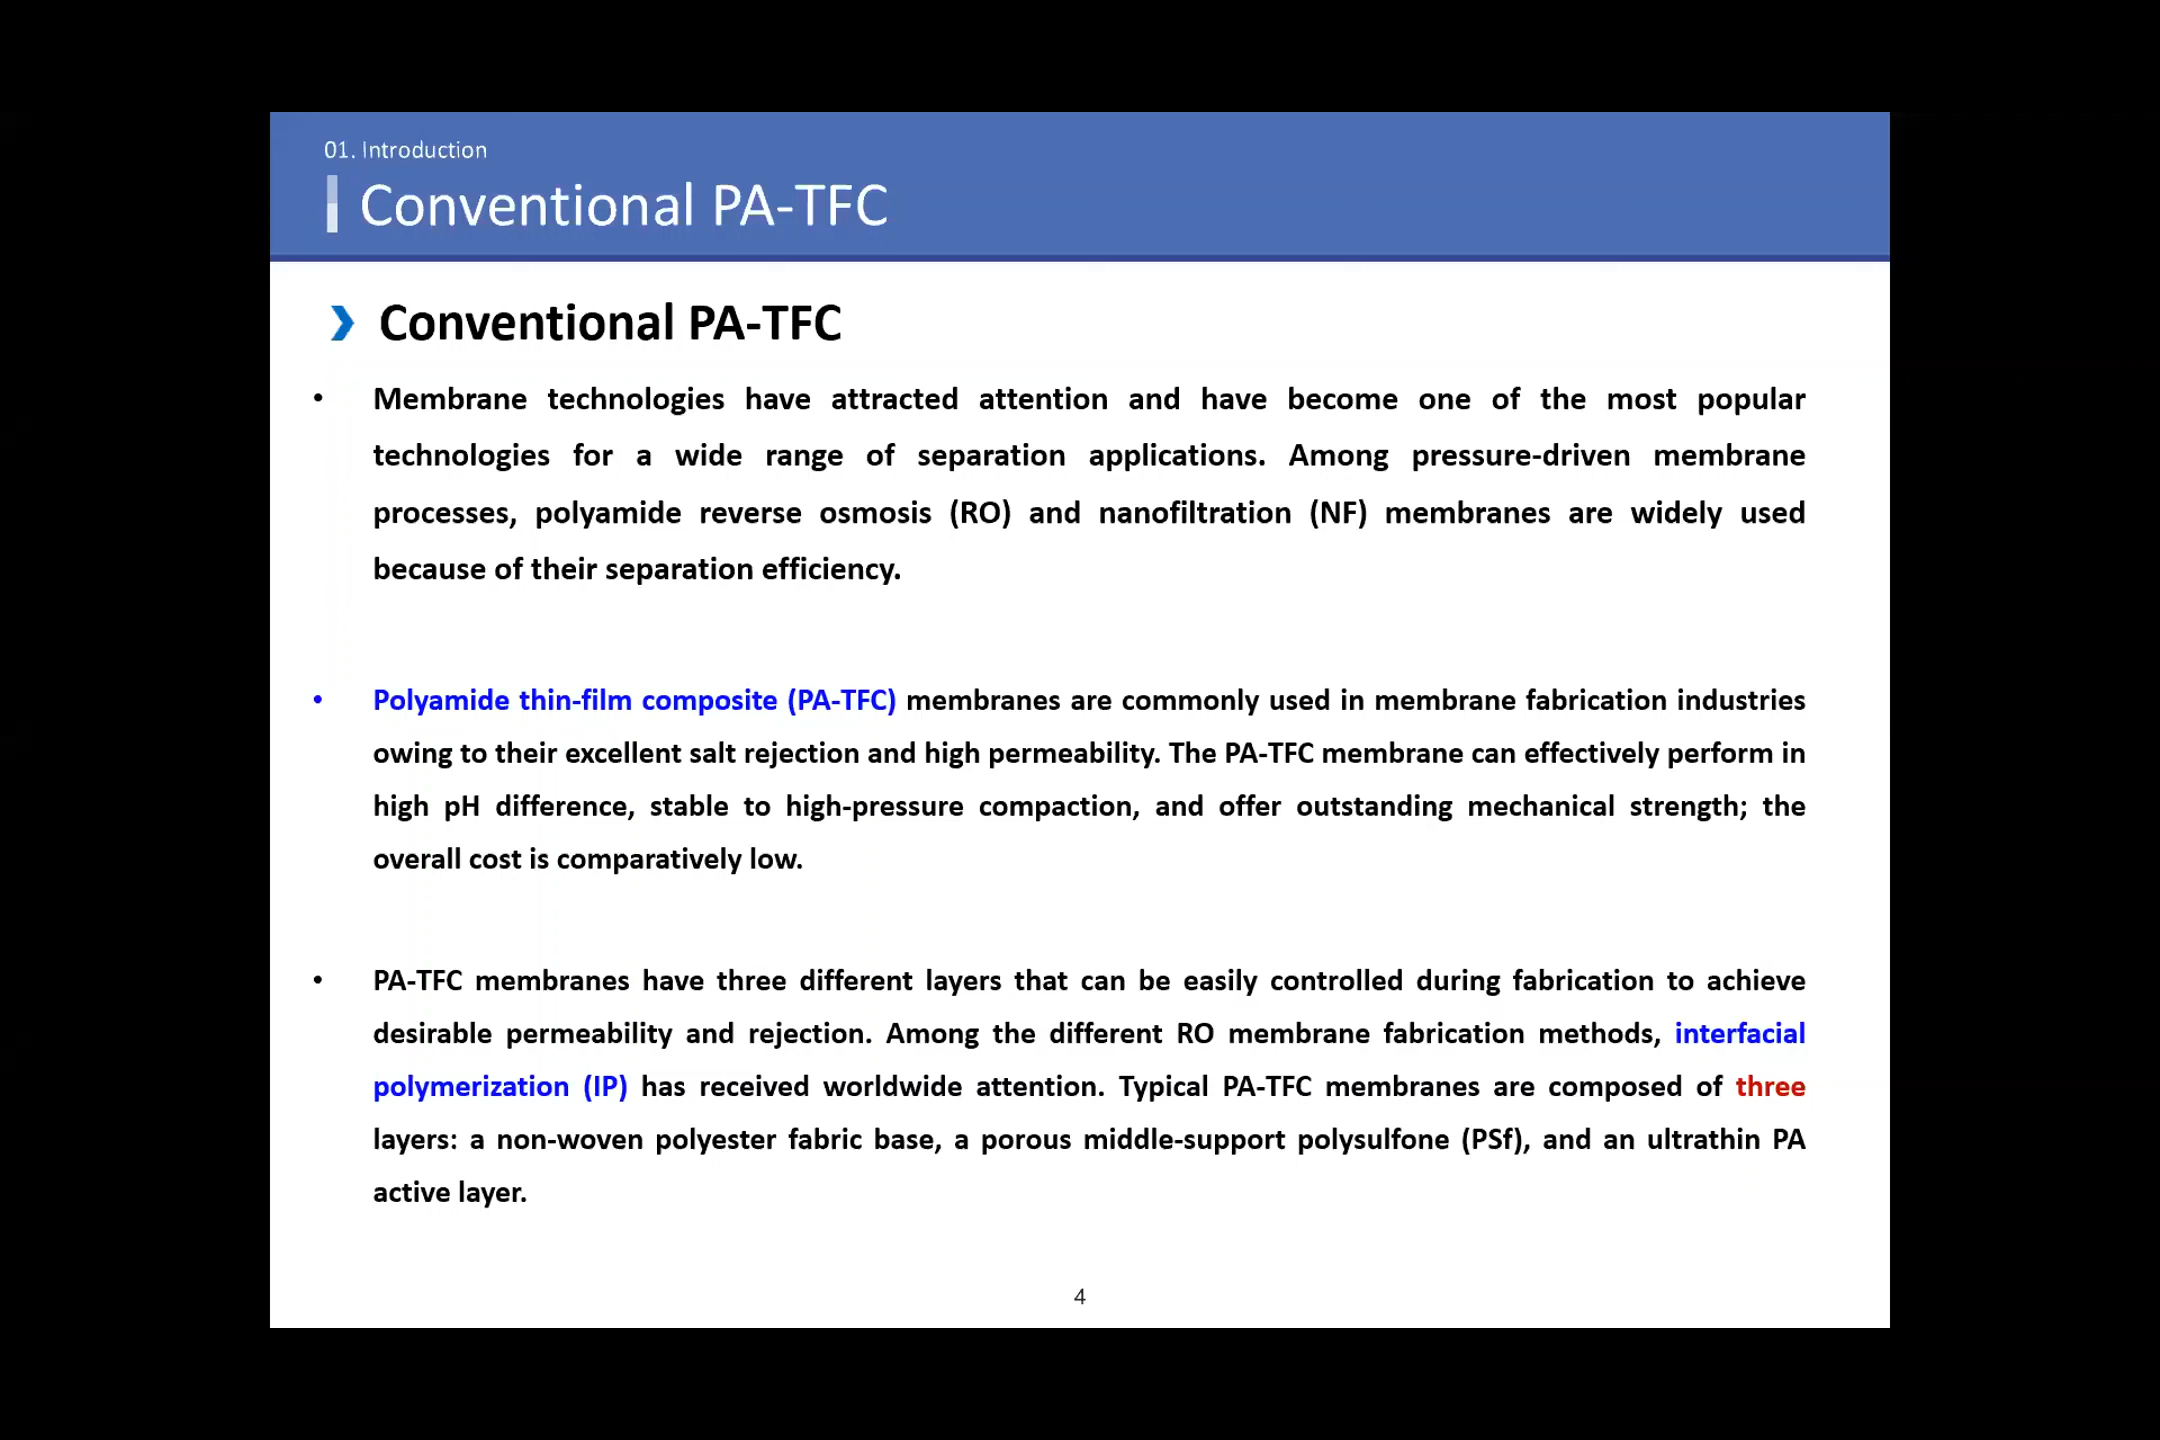 01. Introduction
Conventional PA-TFC
Conventional PA-TFC
• Membrane technologies have attracted attention and have become one of the most popular
technologies for a wide range of separation applications. Among pressure-driven membrane
processes, polyamide reverse osmosis (RO) and nanofiltration (NF) membranes are widely used
because of their separation efficiency.
• Polyamide thin-film composite (PA-TFC) membranes are commonly used in membrane fabrication industries
owing to their excellent salt rejection and high permeability. The PA-TFC membrane can effectively perform in
high pH difference, stable to high-pressure compaction, and offer outstanding mechanical strength; the
overall cost is comparatively low.
• PA-TFC membranes have three different layers that can be easily controlled during fabrication to achieve
desirable permeability and rejection. Among the different RO membrane fabrication methods, interfacial
polymerization (IP) has received worldwide attention. Typical PA-TFC membranes are composed of three
layers: a non-woven polyester fabric base, a porous middle-support polysulfone (PSf), and an ultrathin PA
active layer.
4